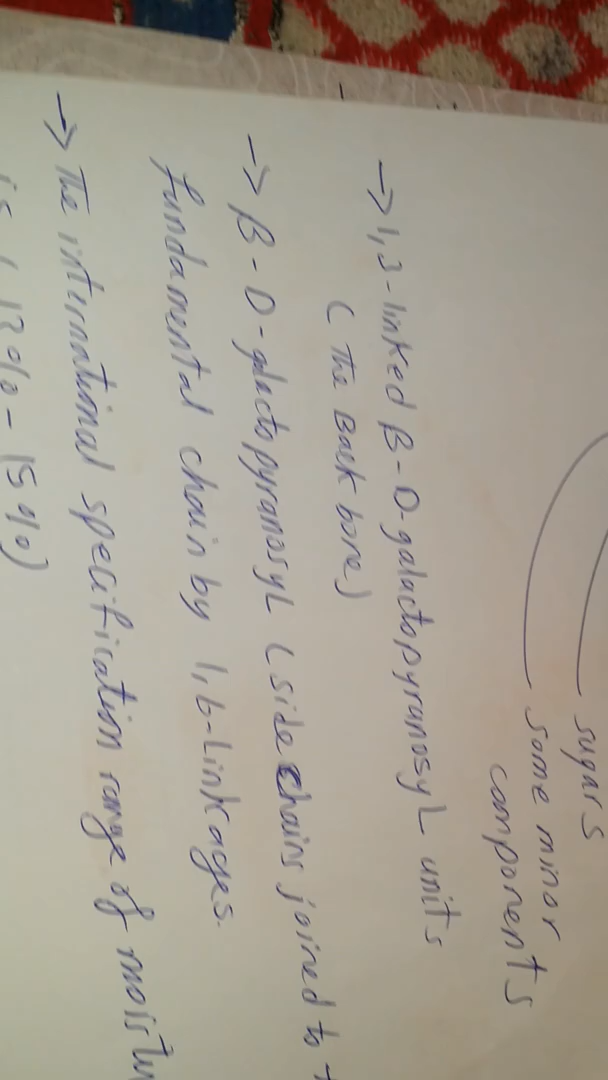 sugars
some minor
components
→ 1,3-linked β-D-galactopyranosyL units
(The Back bone)
→ β-D-galactopyranosyL (side chains joined to
fundamental chain by 1,6-Linkages.
→ The international specification range of
is (13%-15%)